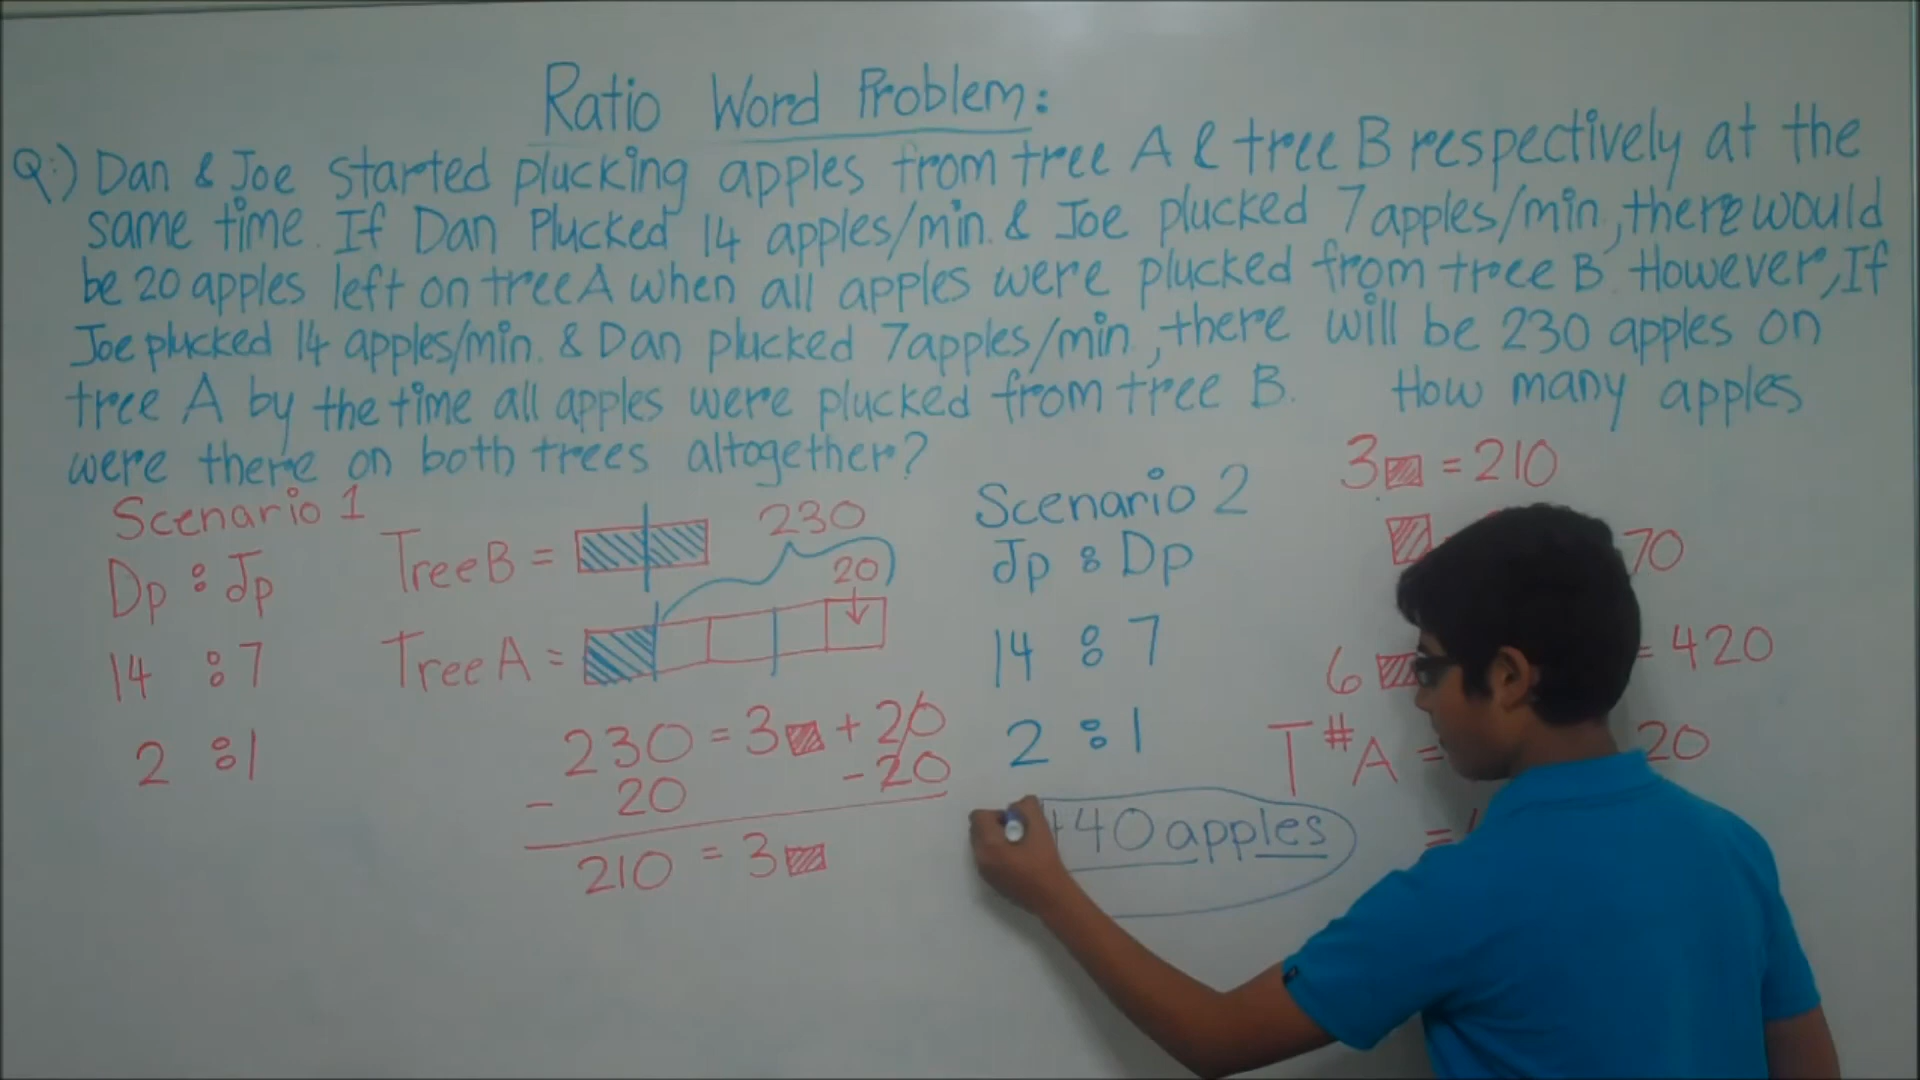 Ratio Word Problem:
Q:) Dan & Joe started plucking apples from tree A & tree B respectively at the
same time. If Dan Plucked 14 apples/min. & Joe plucked 7 apples/min, there would
be 20 apples left on tree A when all apples were plucked from tree B. However, If
Joe plucked 14 apples/min. & Dan plucked 7 apples/min, there will be 230 apples on
tree A by the time all apples were plucked from tree B. How many apples
were there on both trees altogether?
Scenario 1
Dp : Jp
14 : 7
2 : 1
Tree B =
230
20
Tree A =
230 = 3 + 20
- 20 - 20
210 = 3
Scenario 2
Jp : Dp
14 : 7
2 : 1
40 apples
3 = 210
70
6 = 420
T#A = 20
=